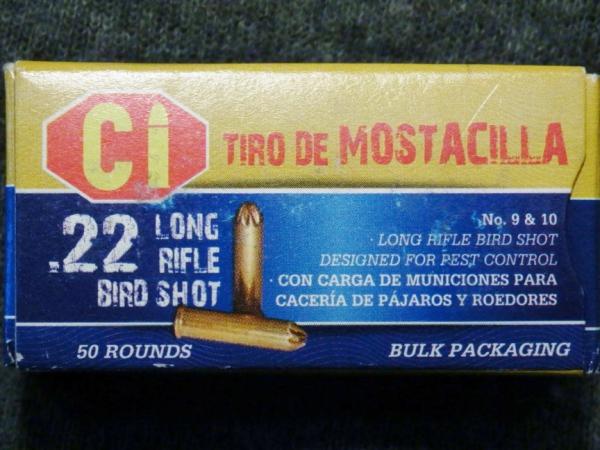 CI
TIRO DE MOSTACILLA
.22 LONG
RIFLE
BIRD SHOT
No. 9 & 10
· LONG RIFLE BIRD SHOT
DESIGNED FOR PEST CONTROL
· CON CARGA DE MUNICIONES PARA
CACERÍA DE PÁJAROS Y ROEDORES
50 ROUNDS
BULK PACKAGING